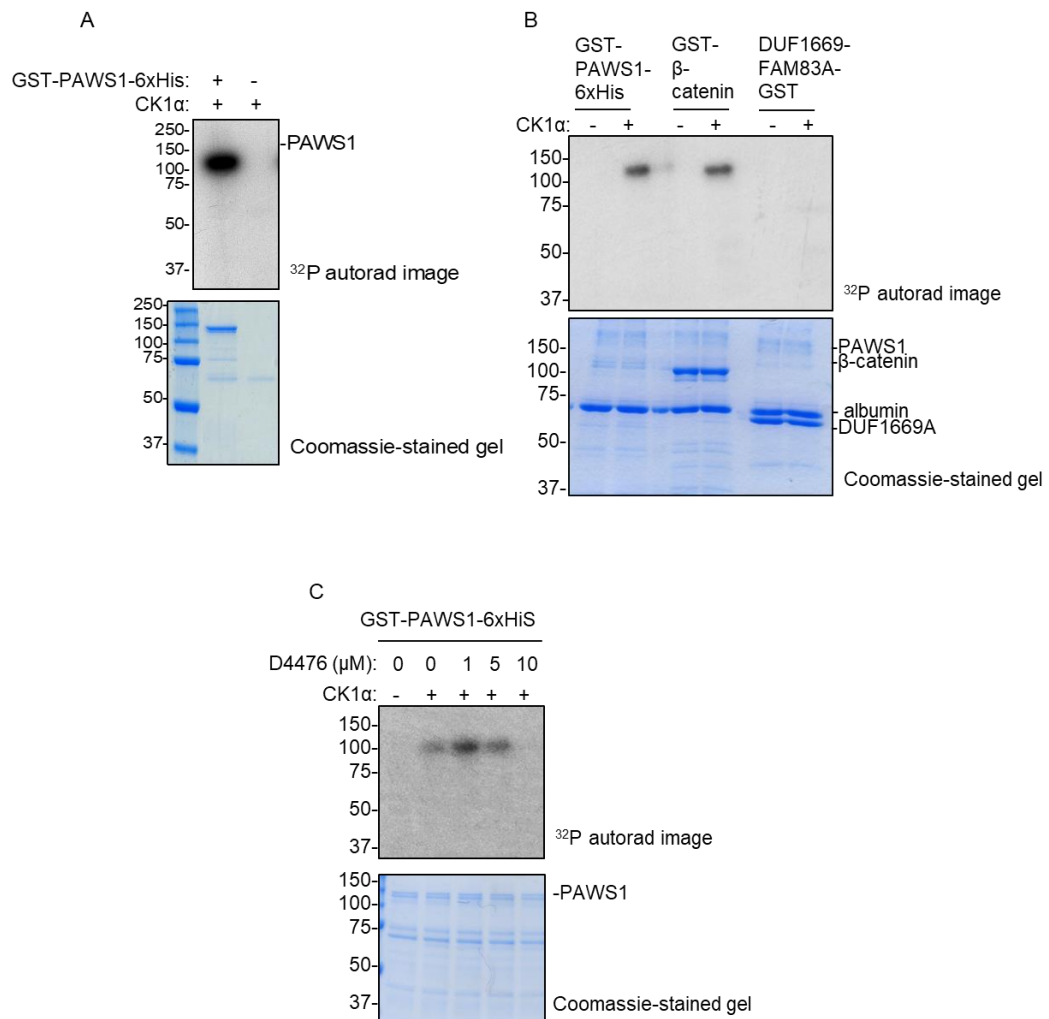 A
GST-PAWS1-6xHis: + -
CK1α: + +
250-
150-
100-
75-
50-
37-
-PAWS1
³²P autorad image
250-
150-
100-
75-
50-
37-
Coomassie-stained gel
B
GST-
PAWS1-
6xHis
GST-
β-
catenin
DUF1669-
FAM83A-
GST
CK1α: - + - + - +
150-
100-
75-
50-
37-
³²P autorad image
150-
100-
75-
50-
37-
-PAWS1
-β-catenin
-albumin
-DUF1669A
Coomassie-stained gel
C
GST-PAWS1-6xHiS
D4476 (µM): 0 0 1 5 10
CK1α: - + + + +
150-
100-
75-
50-
37-
³²P autorad image
150-
100-
75-
50-
37-
-PAWS1
Coomassie-stained gel